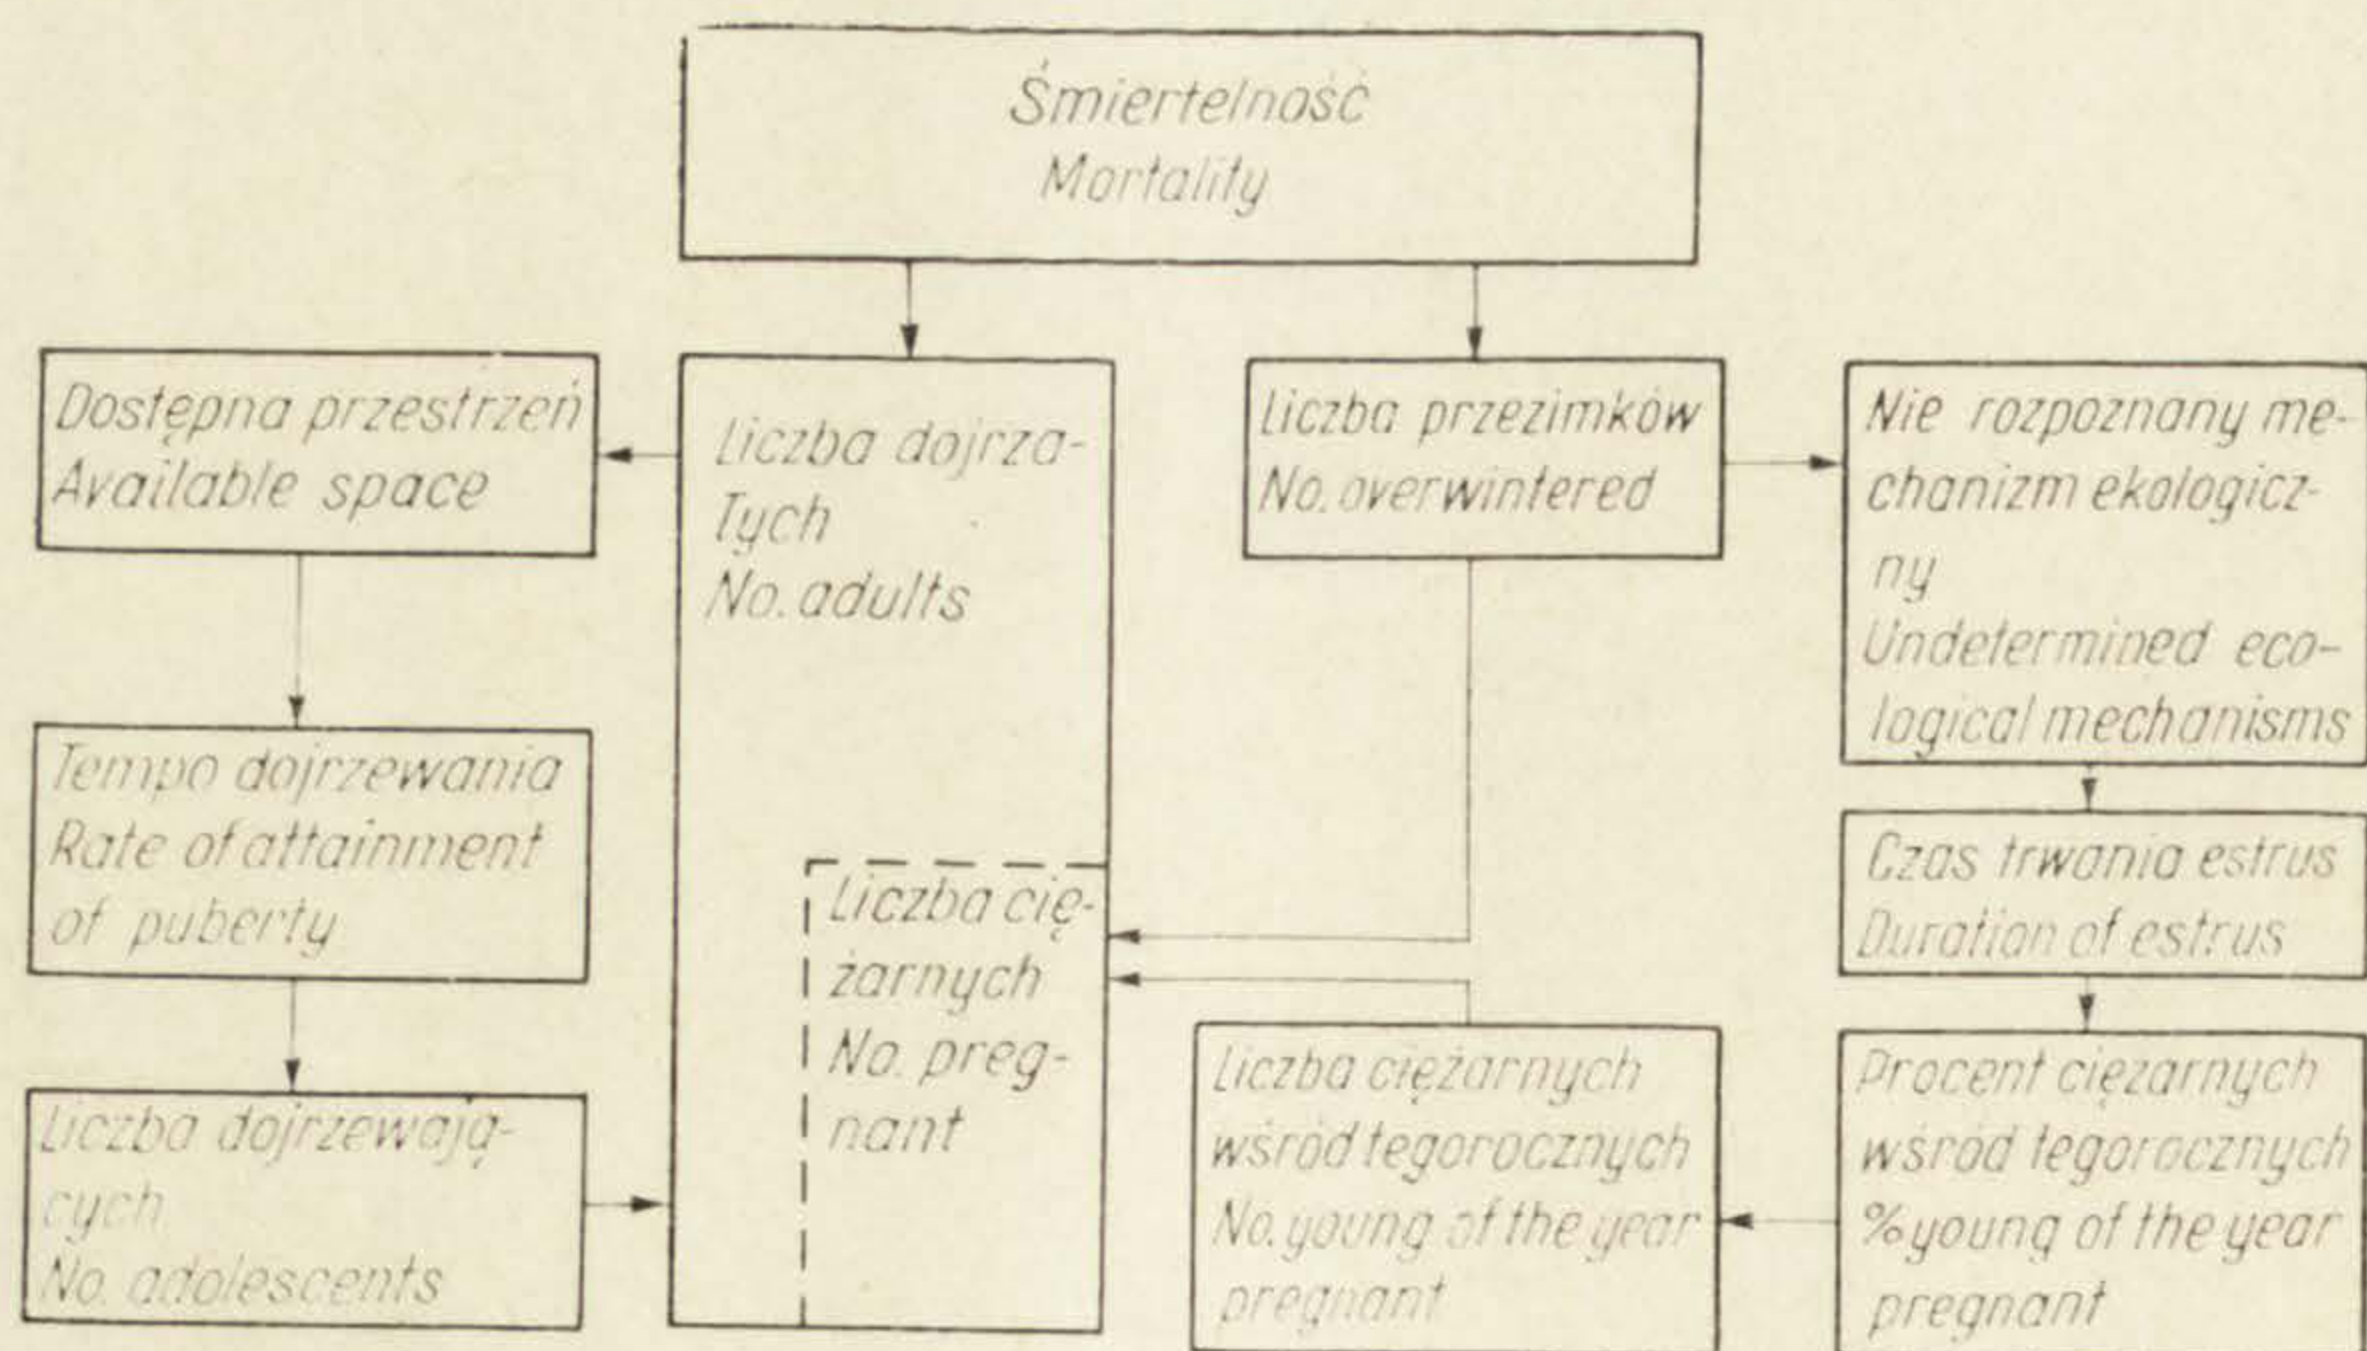 Śmiertelność
Mortality
Dostępna przestrzeń
Available space
Tempo dojrzewania
Rate of attainment
of puberty
Liczba dojrzewają-
cych
No. adolescents
Liczba dojrza-
łych
No. adults
Liczba cię-
żarnych
No. preg-
nant
Liczba przezimków
No. overwintered
Nie rozpoznany me-
chanizm ekologicz-
ny
Undetermined eco-
logical mechanisms
Czas trwania estrus
Duration of estrus
Procent ciężarnych
wśród tegorocznych
% young of the year
pregnant
Liczba ciężarnych
wśród tegorocznych
No. young of the year
pregnant